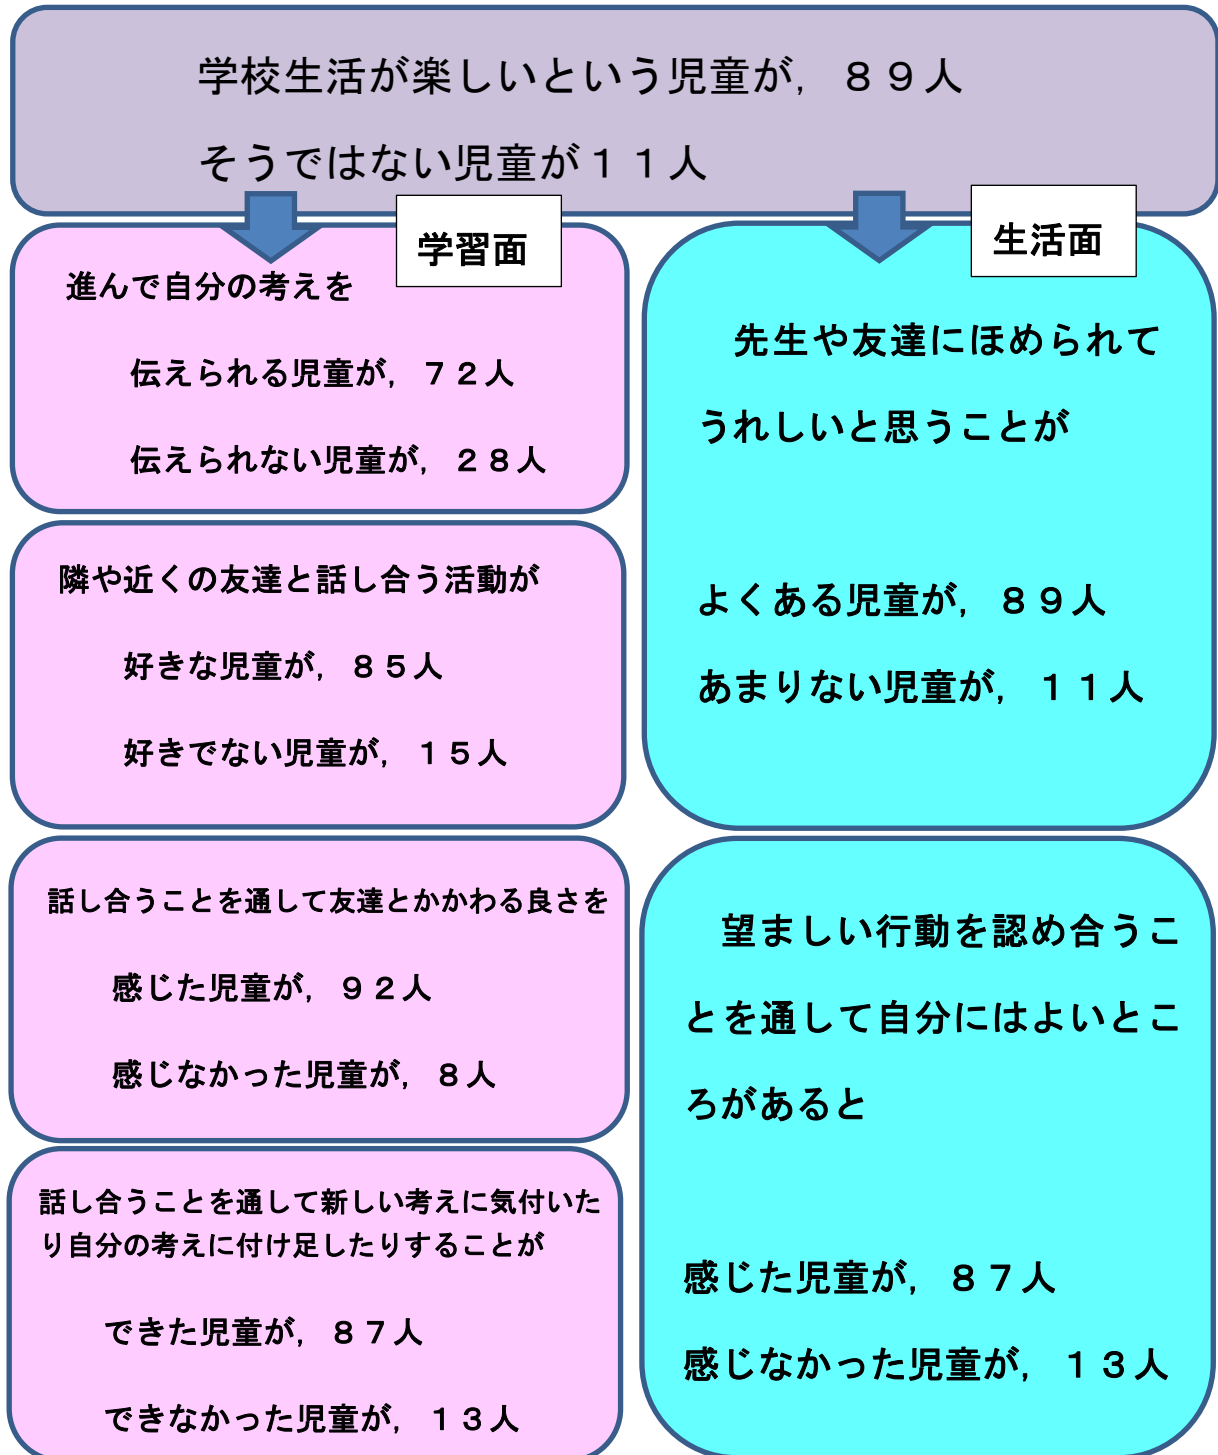 学校生活が楽しいという児童が，８９人
そうではない児童が１１人
学習面
進んで自分の考えを
伝えられる児童が，７２人
伝えられない児童が，２８人
隣や近くの友達と話し合う活動が
好きな児童が，８５人
好きでない児童が，１５人
話し合うことを通して友達とかかわる良さを
感じた児童が，９２人
感じなかった児童が，８人
話し合うことを通して新しい考えに気付いた
り自分の考えに付け足したりすることが
できた児童が，８７人
できなかった児童が，１３人
生活面
先生や友達にほめられて
うれしいと思うことが
よくある児童が，８９人
あまりない児童が，１１人
望ましい行動を認め合うこ
とを通して自分にはよいとこ
ろがあると
感じた児童が，８７人
感じなかった児童が，１３人